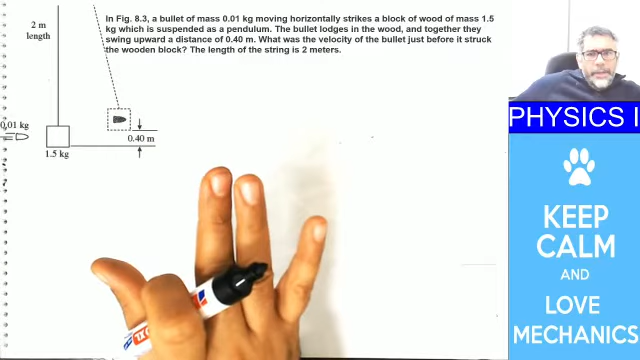 In Fig. 8.3, a bullet of mass 0.01 kg moving horizontally strikes a block of wood of mass 1.5
kg which is suspended as a pendulum. The bullet lodges in the wood, and together they
swing upward a distance of 0.40 m. What was the velocity of the bullet just before it struck
the wooden block? The length of the string is 2 meters.
2 m
length
0.01 kg
0.40 m
1.5 kg
PHYSICS I
KEEP
CALM
AND
LOVE
MECHANICS